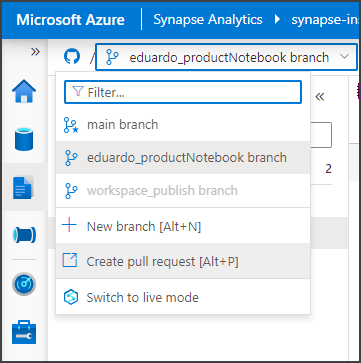 Microsoft Azure
Synapse Analytics
synapse-ins
/
eduardo_productNotebook branch
Filter...
main branch
eduardo_productNotebook branch
2
workspace_publish branch
New branch [Alt+N]
Create pull request [Alt+P]
Switch to live mode